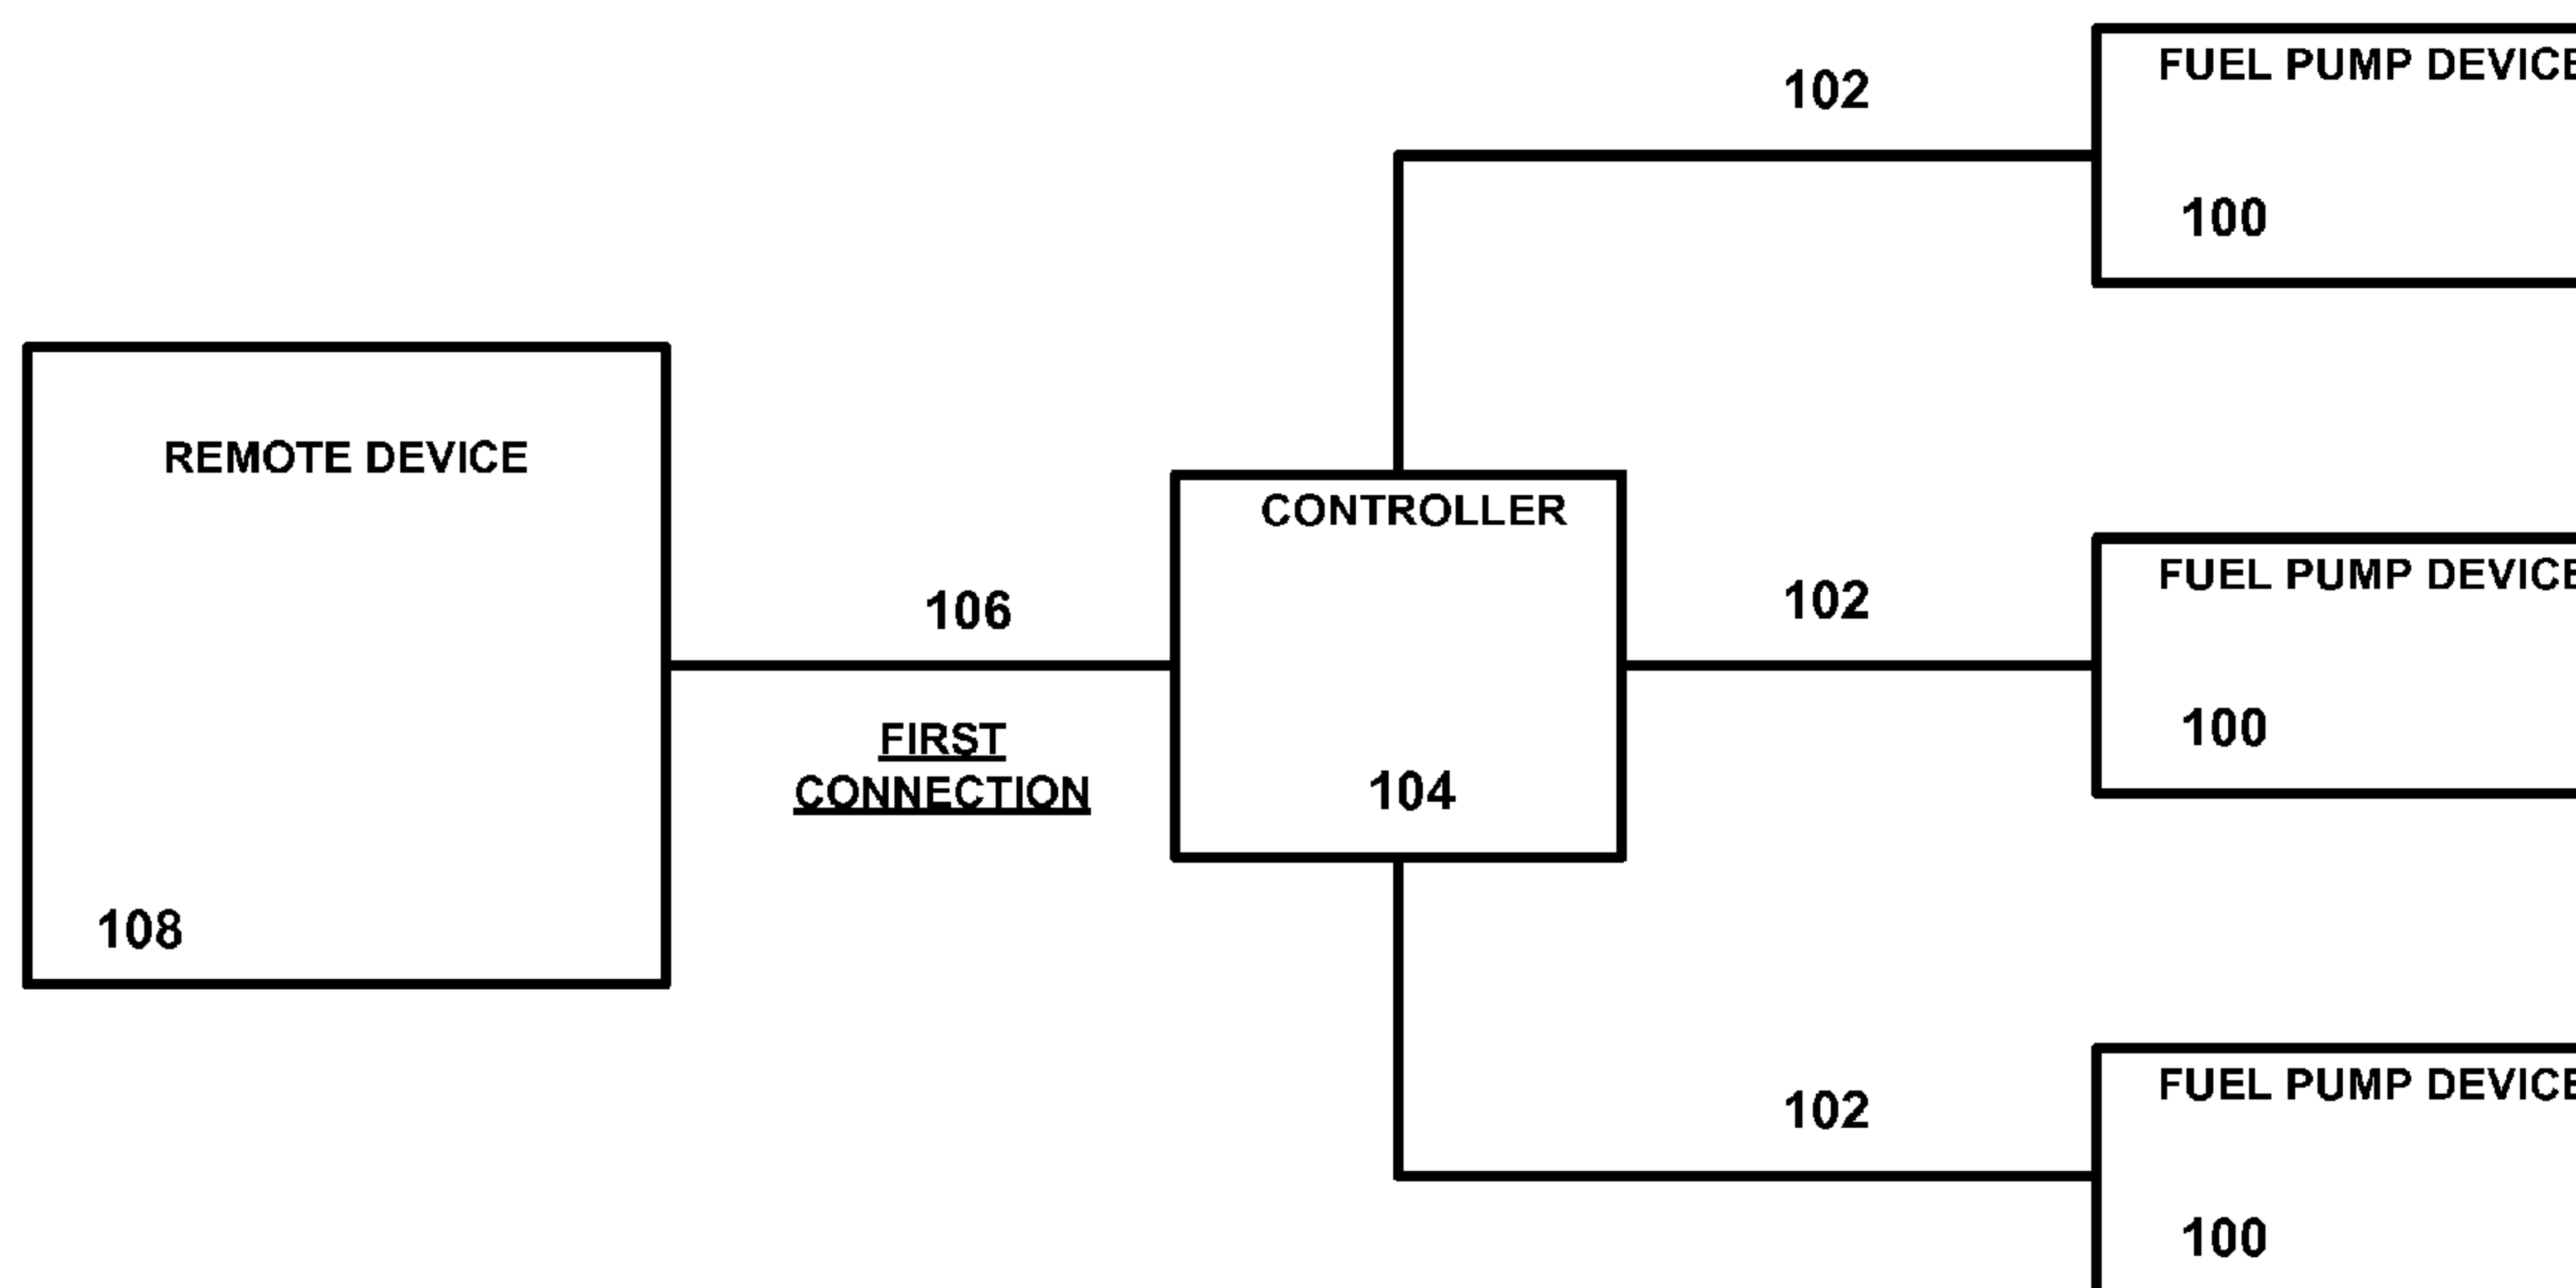 102
FUEL PUMP DEVICE
100
REMOTE DEVICE
CONTROLLER
106
102
FUEL PUMP DEVICE
100
FIRST
CONNECTION
104
108
102
FUEL PUMP DEVICE
100